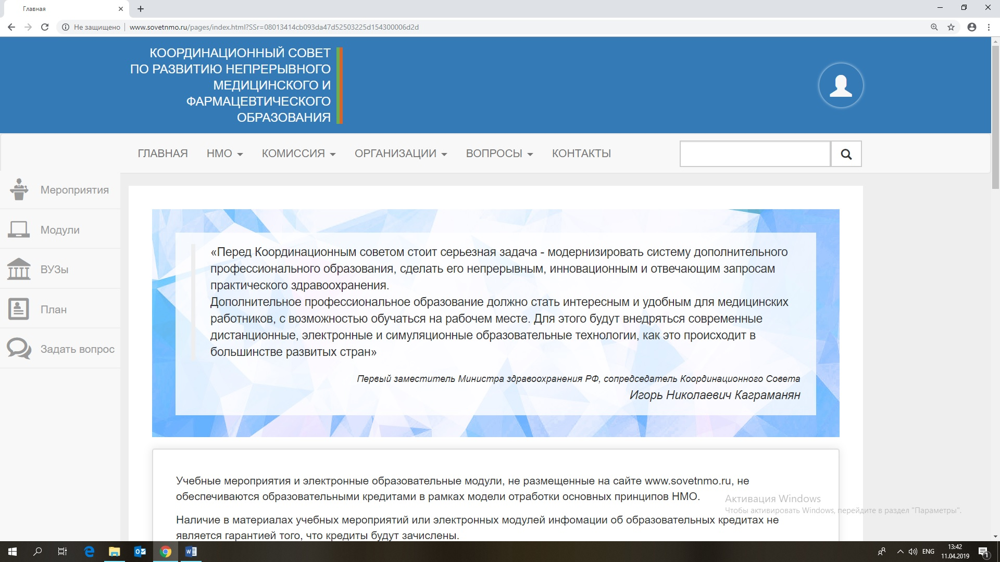 Главная
Не защищено
www.sovetnmo.ru/pages/index.html?SSr=08013414cb093da47d52503225d154300006d2d
КООРДИНАЦИОННЫЙ СОВЕТ
ПО РАЗВИТИЮ НЕПРЕРЫВНОГО
МЕДИЦИНСКОГО И
ФАРМАЦЕВТИЧЕСКОГО
ОБРАЗОВАНИЯ
ГЛАВНАЯ НМО КОМИССИЯ ОРГАНИЗАЦИИ ВОПРОСЫ КОНТАКТЫ
Мероприятия
Модули
ВУЗы
План
Задать вопрос
«Перед Координационным советом стоит серьезная задача - модернизировать систему дополнительного
профессионального образования, сделать его непрерывным, инновационным и отвечающим запросам
практического здравоохранения.
Дополнительное профессиональное образование должно стать интересным и удобным для медицинских
работников, с возможностью обучаться на рабочем месте. Для этого будут внедряться современные
дистанционные, электронные и симуляционные образовательные технологии, как это происходит в
большинстве развитых стран»
Первый заместитель Министра здравоохранения РФ, сопредседатель Координационного Совета
Игорь Николаевич Каграманян
Учебные мероприятия и электронные образовательные модули, не размещенные на сайте www.sovetnmo.ru, не
обеспечиваются образовательными кредитами в рамках модели отработки основных принципов НМО.
Наличие в материалах учебных мероприятий или электронных модулей инфомации об образовательных кредитах не
является гарантией того, что кредиты будут зачислены.
Активация Windows
Чтобы активировать Windows, перейдите в раздел "Параметры".
ENG
13:42
11.04.2019
1